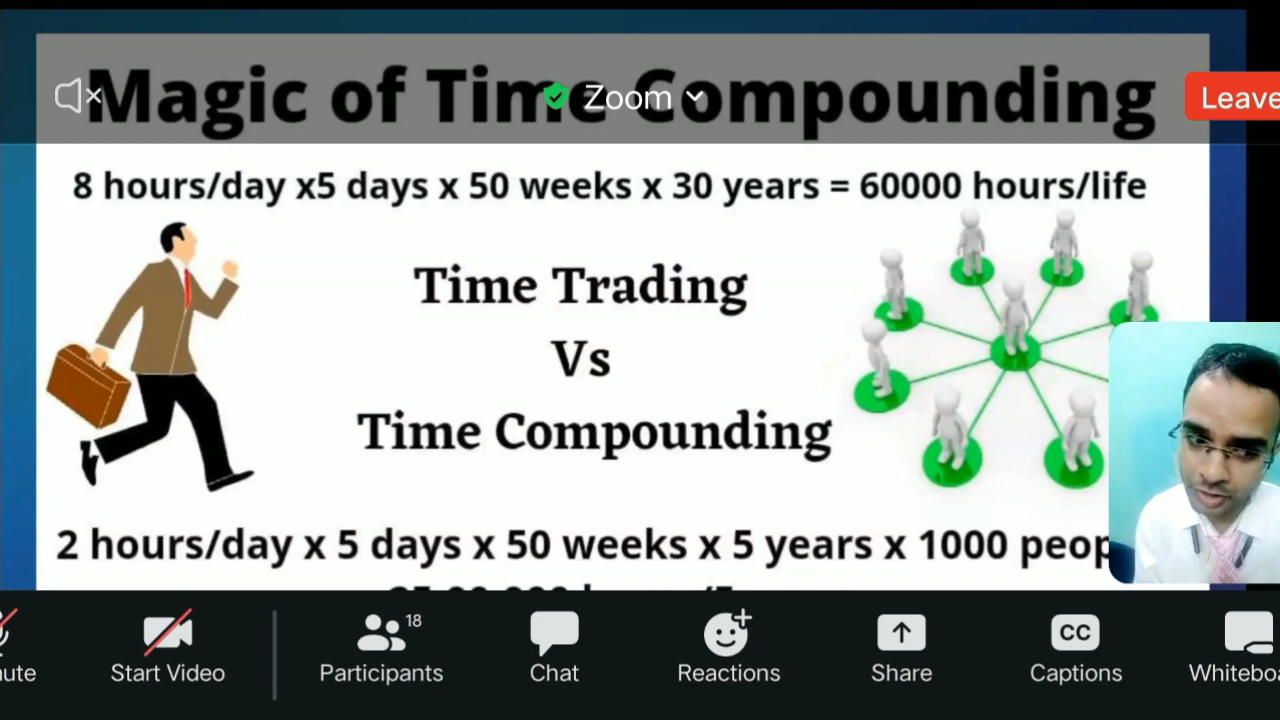 Magic of Time Compounding
Zoom
Leave
8 hours/day x5 days x 50 weeks x 30 years = 60000 hours/life
Time Trading
Vs
Time Compounding
2 hours/day x 5 days x 50 weeks x 5 years x 1000 peop
Start Video
Participants
18
Chat
Reactions
Share
CC
Captions